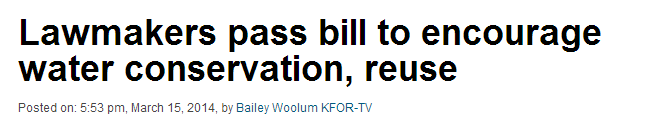 Lawmakers pass bill to encourage
water conservation, reuse
Posted on: 5:53 pm, March 15, 2014, by Bailey Woolum KFOR-TV